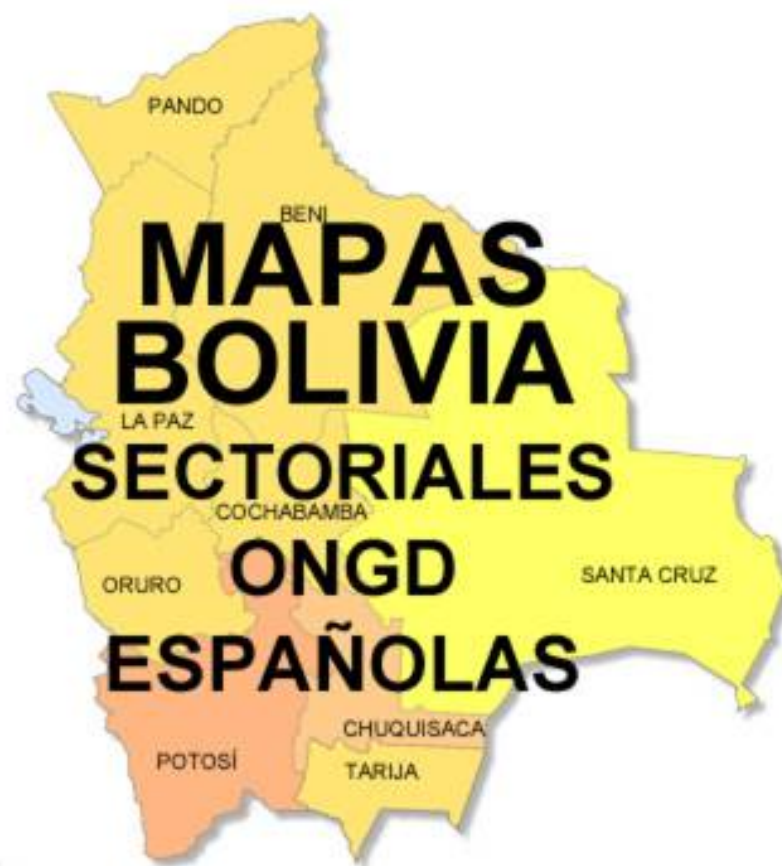 PANDO
BENI
MAPAS
BOLIVIA
LA PAZ
SECTORIALES
COCHABAMBA
ONGD
ORURO
SANTA CRUZ
ESPAÑOLAS
CHUQUISACA
POTOSÍ
TARIJA